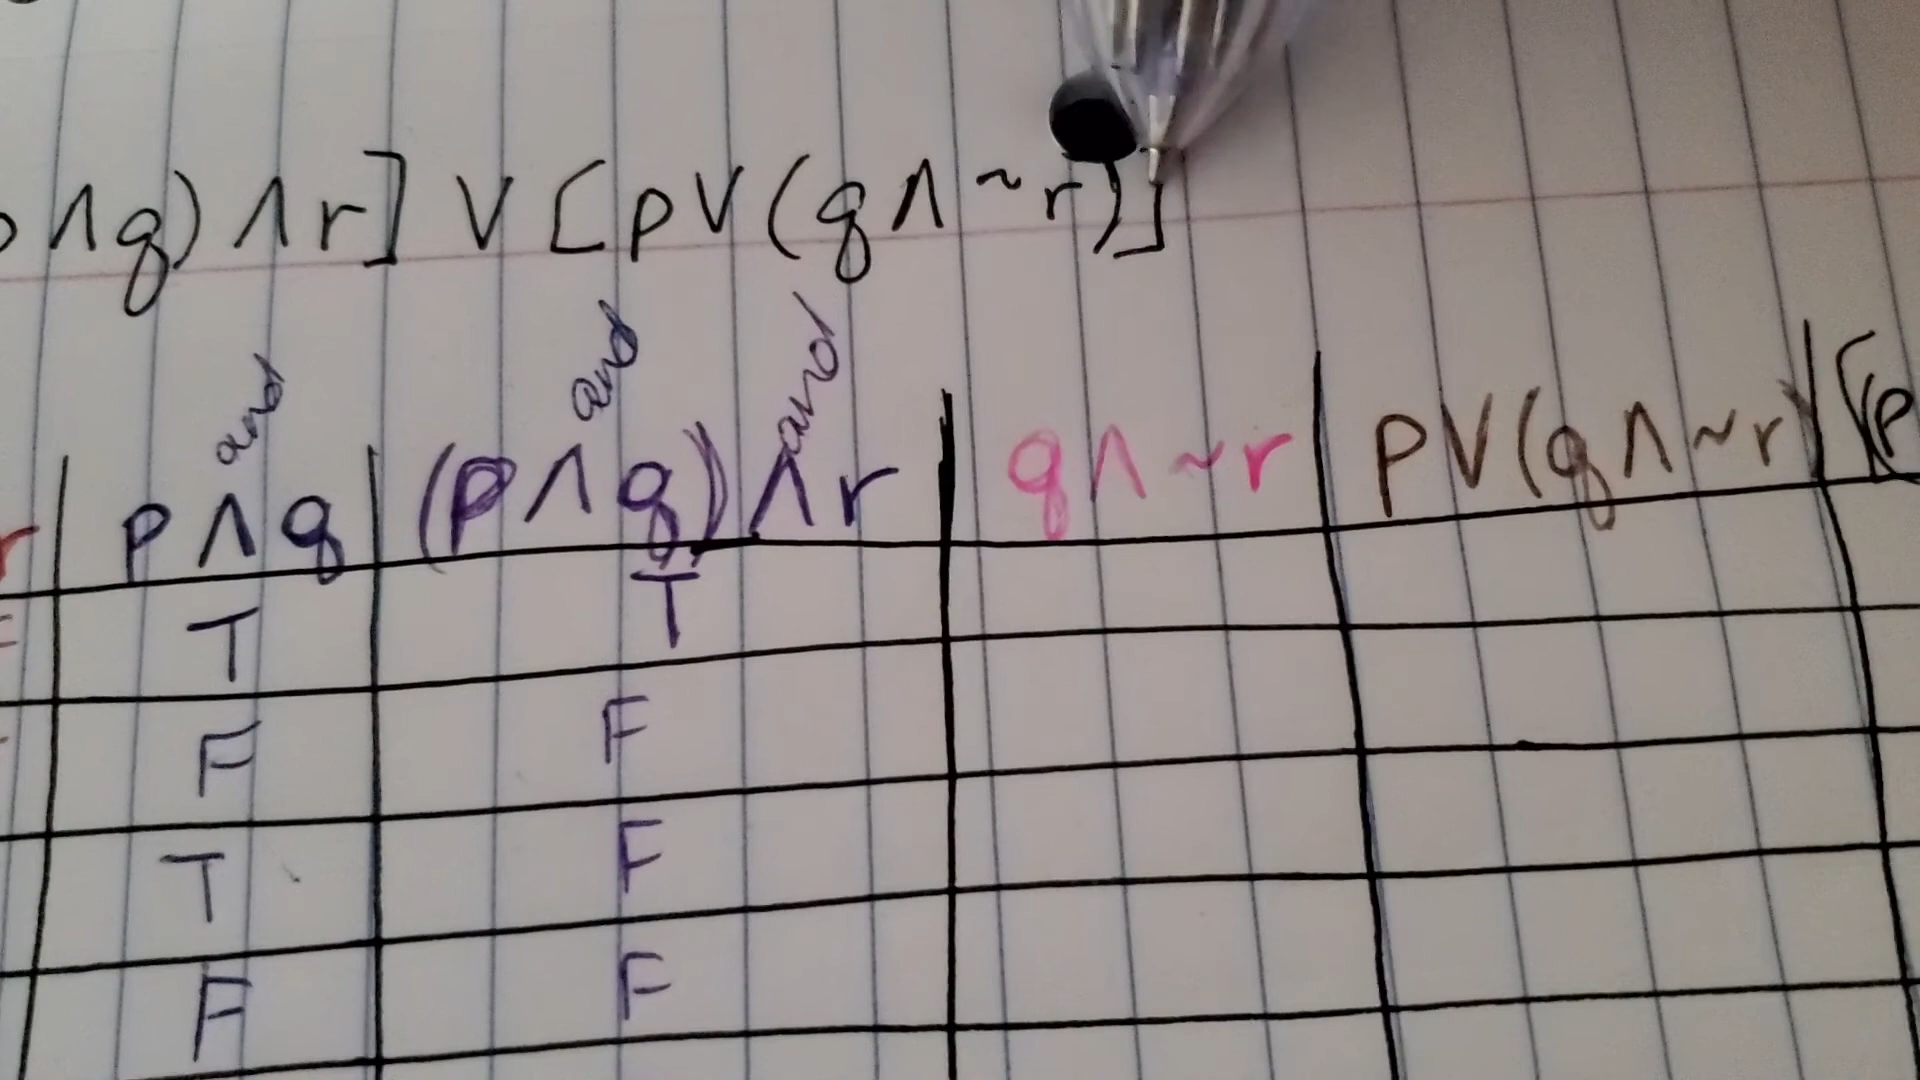 ∧q)∧r]∨[p∨(q∧~r)]
and and and
r p∧q (p∧q)∧r q∧~r p∨(q∧~r) [(p
T T
F F
T F
F F